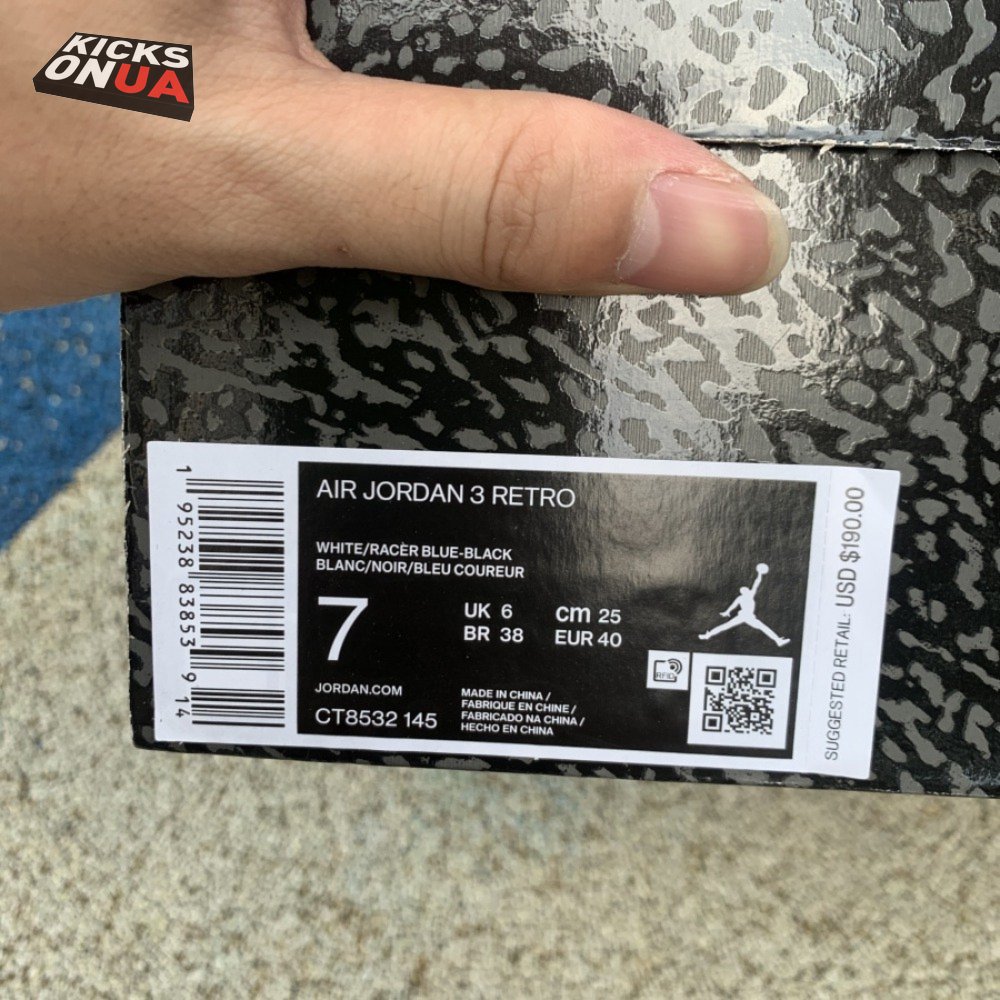 KICKS
ONUA
1 95238 83853 9 14
AIR JORDAN 3 RETRO
WHITE/RACÈR BLUE-BLACK
BLANC/NOIR/BLEU COUREUR
7
UK 6 cm 25
BR 38 EUR 40
RFID
JORDAN.COM
CT8532 145
MADE IN CHINA /
FABRIQUE EN CHINE /
FABRICADO NA CHINA /
HECHO EN CHINA
SUGGESTED RETAIL: USD $190.00